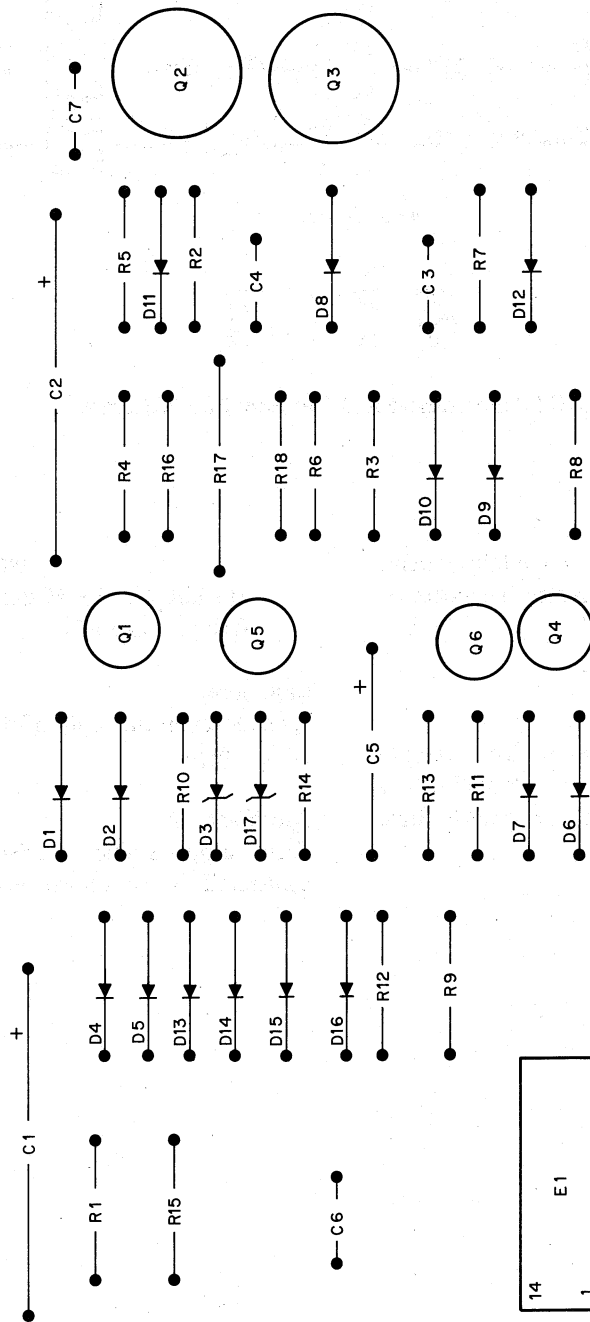 C7
Q2
Q3
C2
+
R5
D11
R2
C4
D8
C3
R7
D12
R4
R16
R17
R18
R6
R3
D10
D9
R8
Q1
Q5
Q6
Q4
+
C5
D1
D2
R10
D3
D17
R14
R13
R11
D7
D6
C1
+
D4
D5
D13
D14
D15
D16
R12
R9
R1
R15
C6
E1
14
1